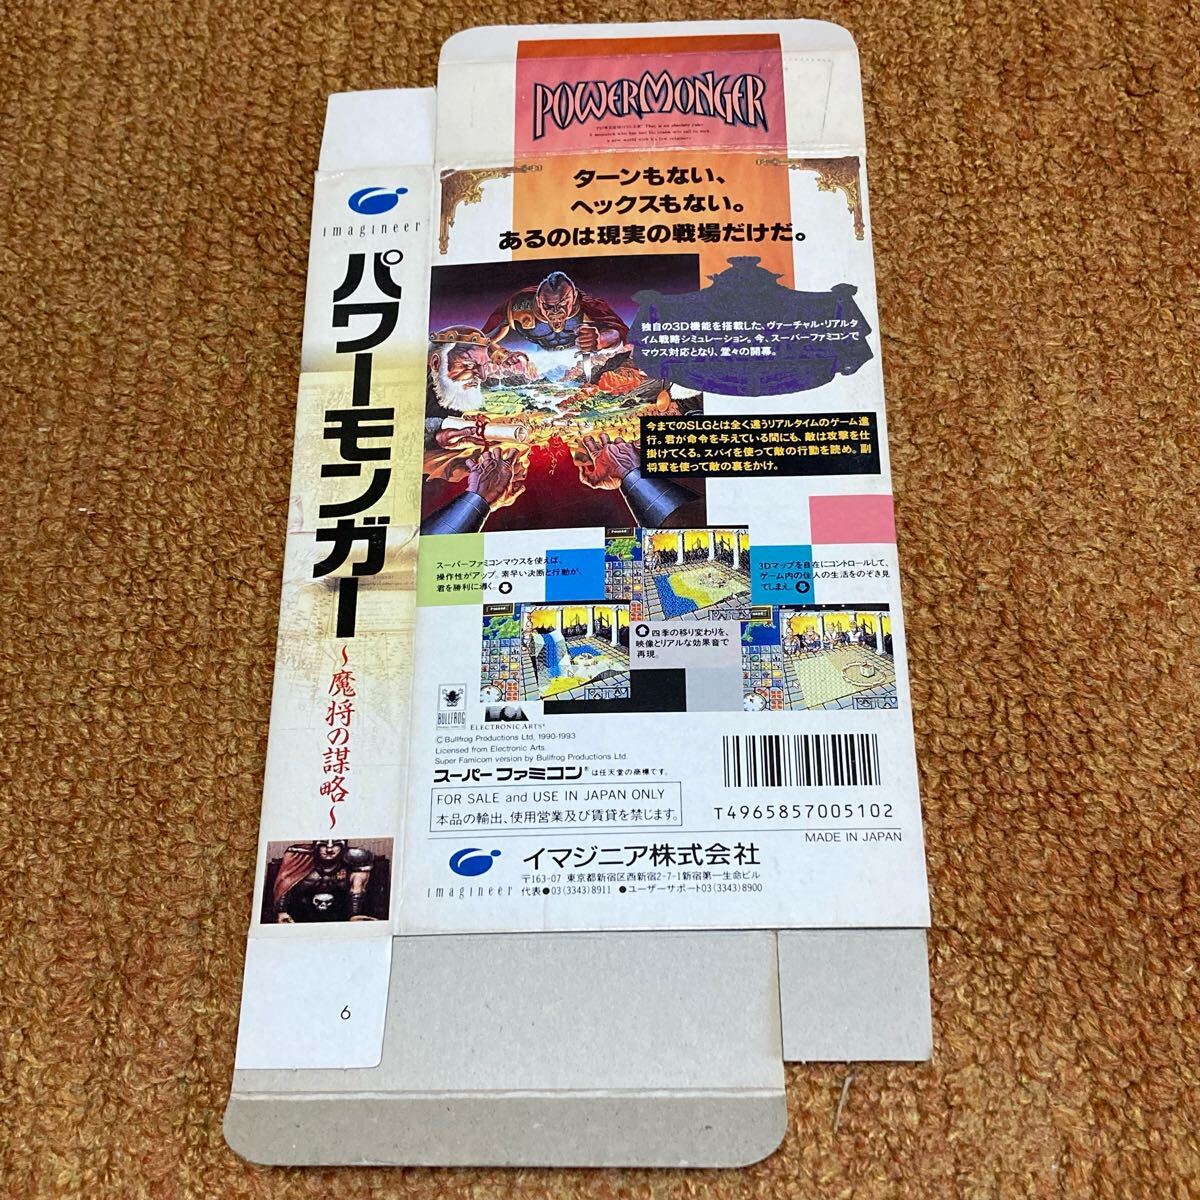 POWERMONGER
ターンもない、
ヘックスもない。
あるのは現実の戦場だけだ。
独自の3D機能を搭載した、ヴァーチャル・リアルタ
イム戦略シミュレーション。今、スーパーファミコンで
マウス対応となり、堂々の開幕。
今までのSLGとは全く違うリアルタイムのゲーム進
行。君が命令を与えている間にも、敵は攻撃を仕
掛けてくる。スパイを使って敵の行動を読め。副
将軍を使って敵の裏をかけ。
スーパーファミコンマウスを使えば、
操作性がアップ。素早い決断と行動が、
君を勝利に導く。
3Dマップを自在にコントロールして、
ゲーム内の住人の生活をのぞき見
てしまえ。
四季の移り変わりを、
映像とリアルな効果音で
再現。
BULLFROG
ELECTRONIC ARTS®
© Bullfrog Productions Ltd, 1990-1993
Licensed from Electronic Arts.
Super Famicom version by Bullfrog Productions Ltd.
スーパーファミコン®は任天堂の商標です。
FOR SALE and USE IN JAPAN ONLY
本品の輸出、使用営業及び賃貸を禁じます。
T4965857005102
MADE IN JAPAN
imagineer
イマジニア株式会社
〒163-07 東京都新宿区西新宿2-7-1新宿第一生命ビル
代表●03(3343)8911 ●ユーザーサポート03(3343)8900
imagineer
パワーモンガー
〜魔将の謀略〜
6